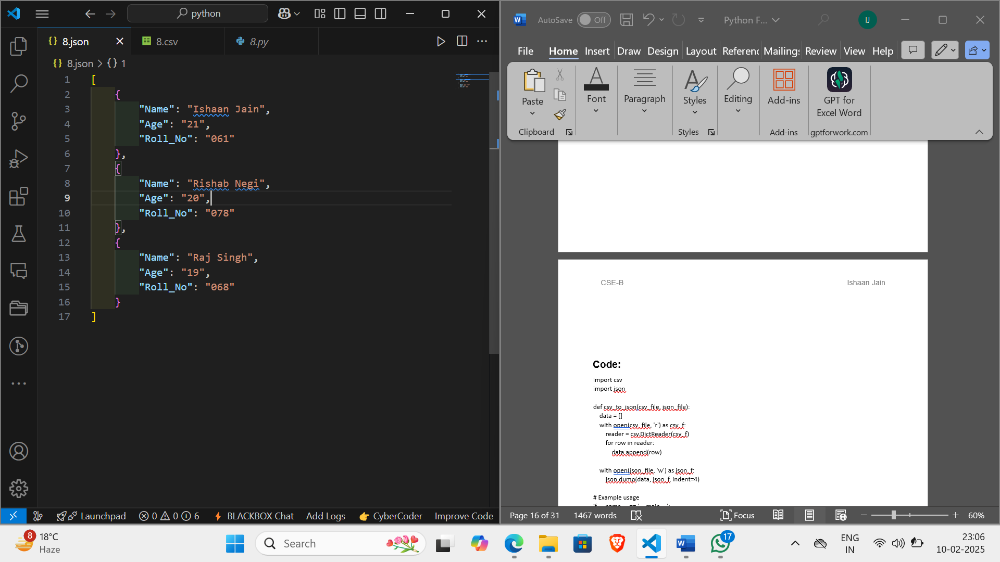 python
8.json
8.csv
8.py
8.json > {} 1
1 [
2 {
3 "Name": "Ishaan Jain",
4 "Age": "21",
5 "Roll_No": "061"
6 },
7 {
8 "Name": "Rishab Negi",
9 "Age": "20",
10 "Roll_No": "078"
11 },
12 {
13 "Name": "Raj Singh",
14 "Age": "19",
15 "Roll_No": "068"
16 }
17 ]
Launchpad 0 0 6 BLACKBOX Chat Add Logs CyberCoder Improve Code
AutoSave Off Python F... IJ
File Home Insert Draw Design Layout Referenc Mailings Review View Help
Paste Font Paragraph Styles Editing Add-ins GPT for
Excel Word
Clipboard Styles Add-ins gptforwork.com
CSE-B Ishaan Jain
Code:
import csv
import json
def csv_to_json(csv_file, json_file):
data = []
with open(csv_file, 'r') as csv_f:
reader = csv.DictReader(csv_f)
for row in reader:
data.append(row)
with open(json_file, 'w') as json_f:
json.dump(data, json_f, indent=4)
# Example usage
if __name__ == '__main__':
Page 16 of 31 1467 words Focus 60%
8 18°C
Haze
Search
17
ENG
IN
23:06
10-02-2025